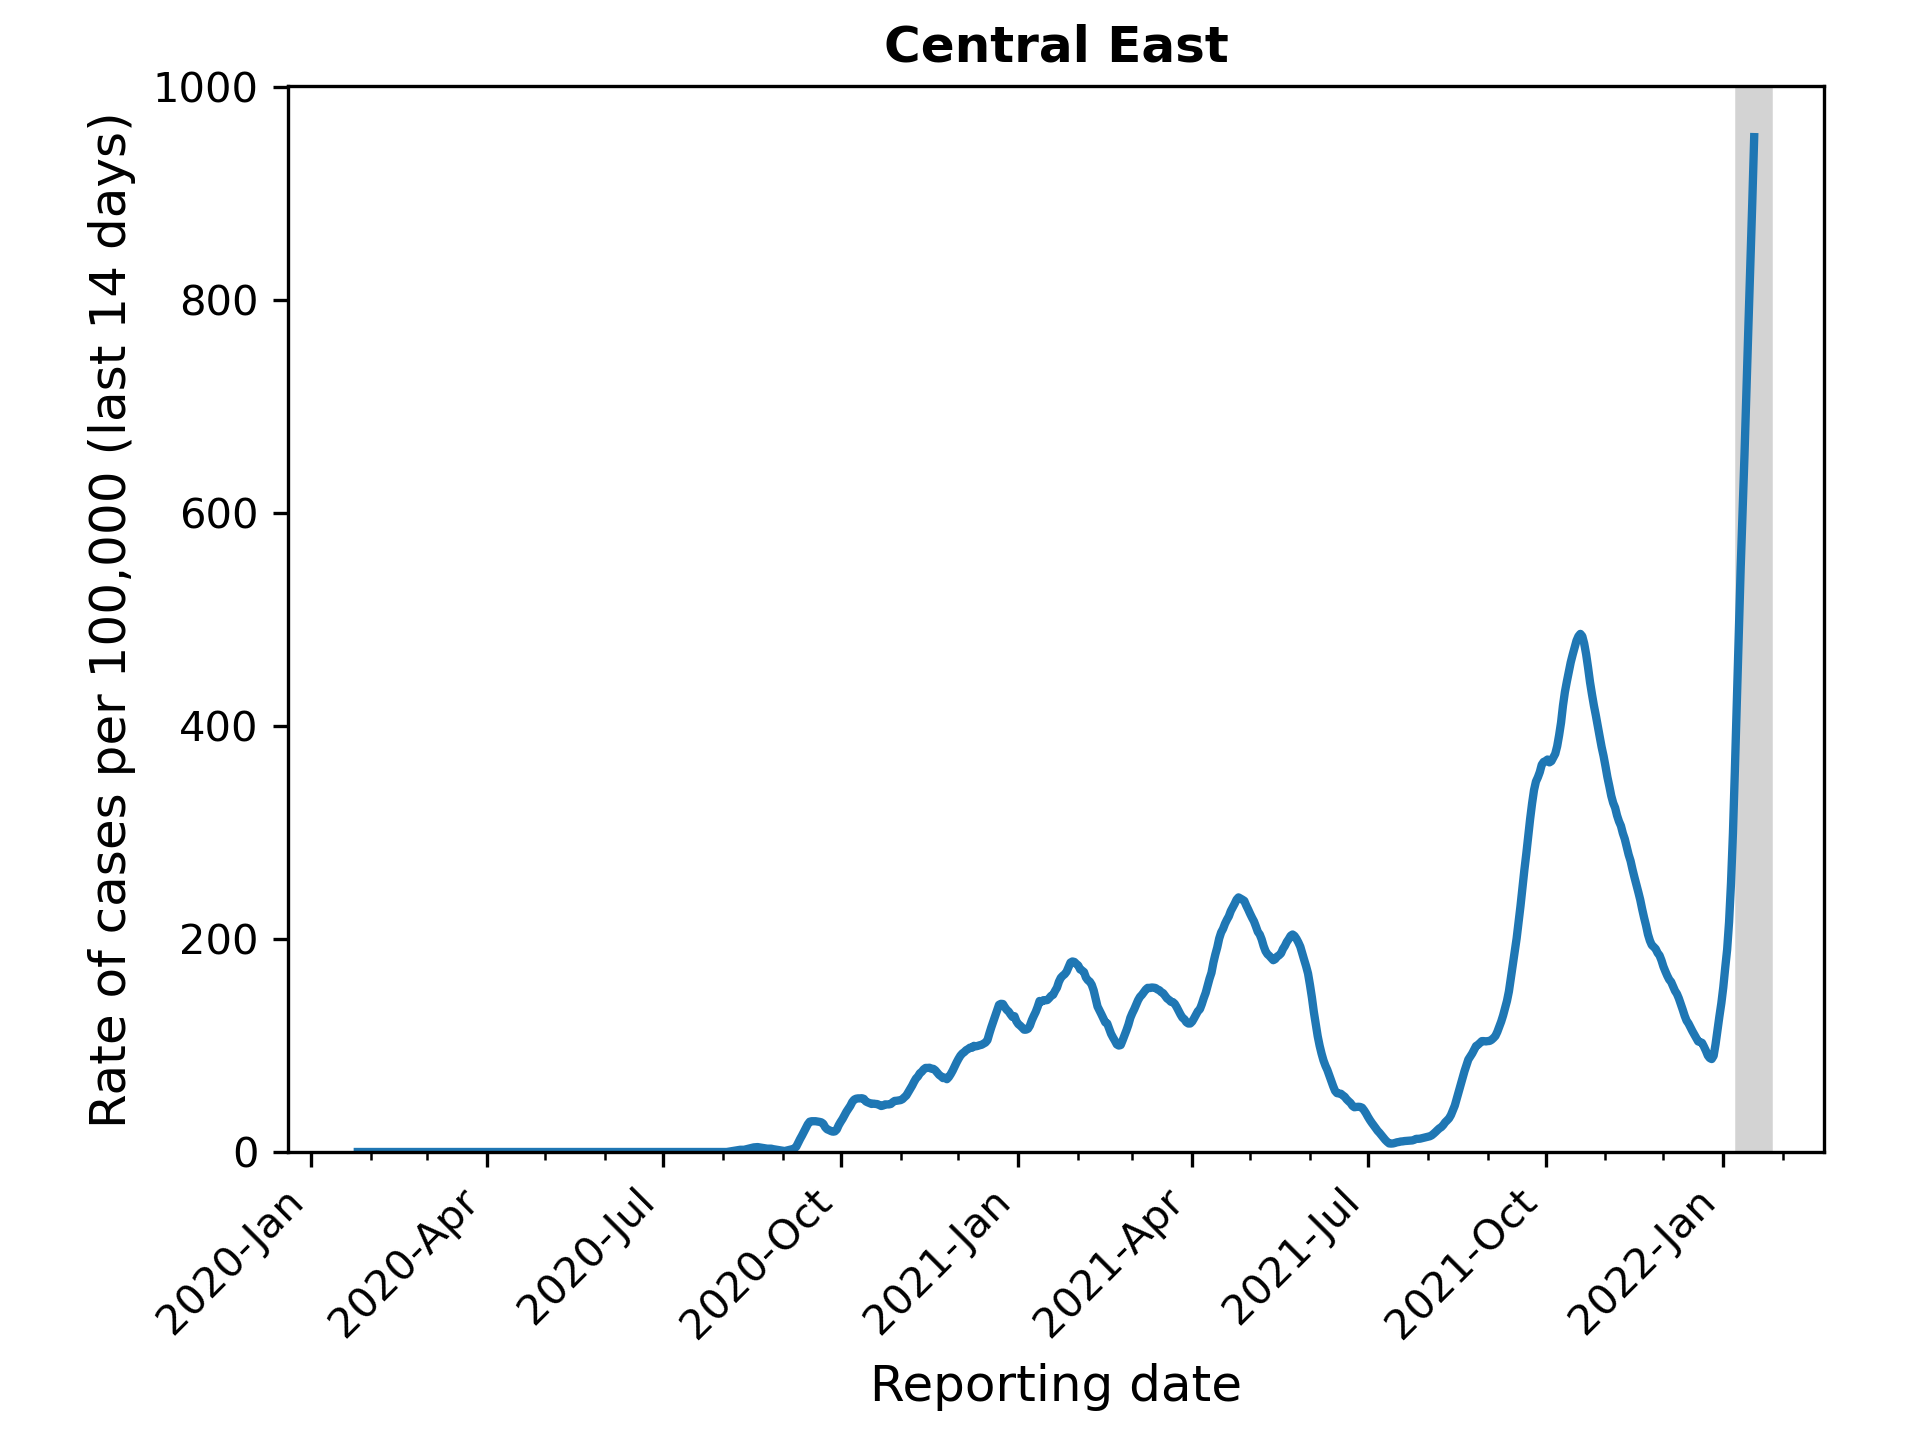 Central East
Rate of cases per 100,000 (last 14 days)
1000
800
600
400
200
0
2020-Jan
2020-Apr
2020-Jul
2020-Oct
2021-Jan
2021-Apr
2021-Jul
2021-Oct
2022-Jan
Reporting date